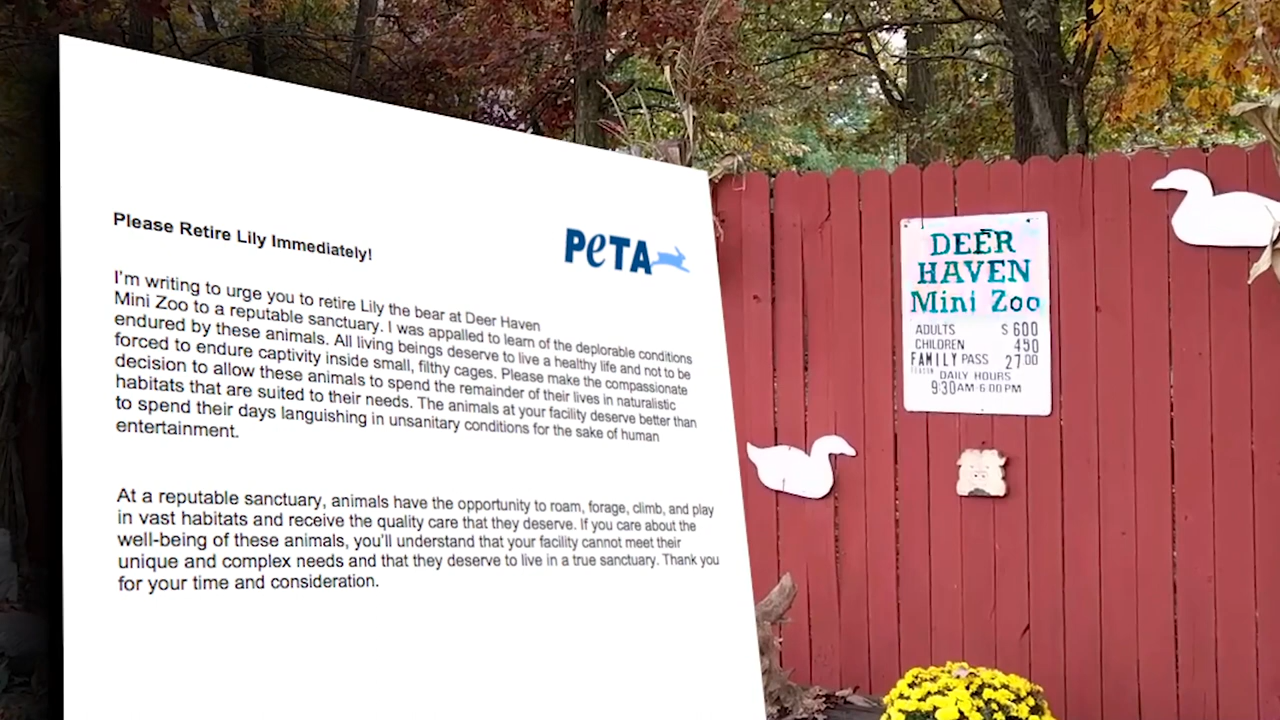 Please Retire Lily Immediately!
PeTA
I'm writing to urge you to retire Lily the bear at Deer Haven
Mini Zoo to a reputable sanctuary. I was appalled to learn of the deplorable conditions
endured by these animals. All living beings deserve to live a healthy life and not to be
forced to endure captivity inside small, filthy cages. Please make the compassionate
decision to allow these animals to spend the remainder of their lives in naturalistic
habitats that are suited to their needs. The animals at your facility deserve better than
to spend their days languishing in unsanitary conditions for the sake of human
entertainment.
At a reputable sanctuary, animals have the opportunity to roam, forage, climb, and play
in vast habitats and receive the quality care that they deserve. If you care about the
well-being of these animals, you'll understand that your facility cannot meet their
unique and complex needs and that they deserve to live in a true sanctuary. Thank you
for your time and consideration.
DEER
HAVEN
Mini Zoo
ADULTS $ 600
CHILDREN 450
FAMILY PASS 27.00
SEASON
DAILY HOURS
9:30AM-6:00PM